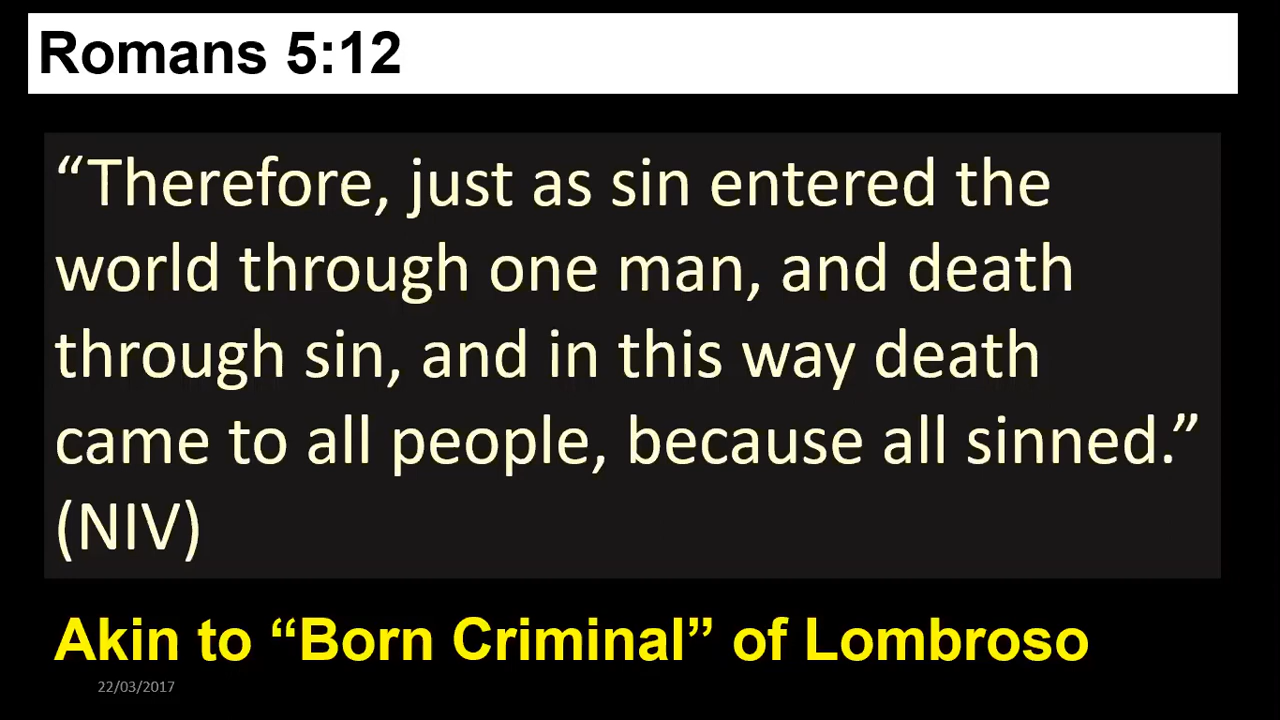 Romans 5:12
“Therefore, just as sin entered the
world through one man, and death
through sin, and in this way death
came to all people, because all sinned.”
(NIV)
Akin to “Born Criminal” of Lombroso
22/03/2017